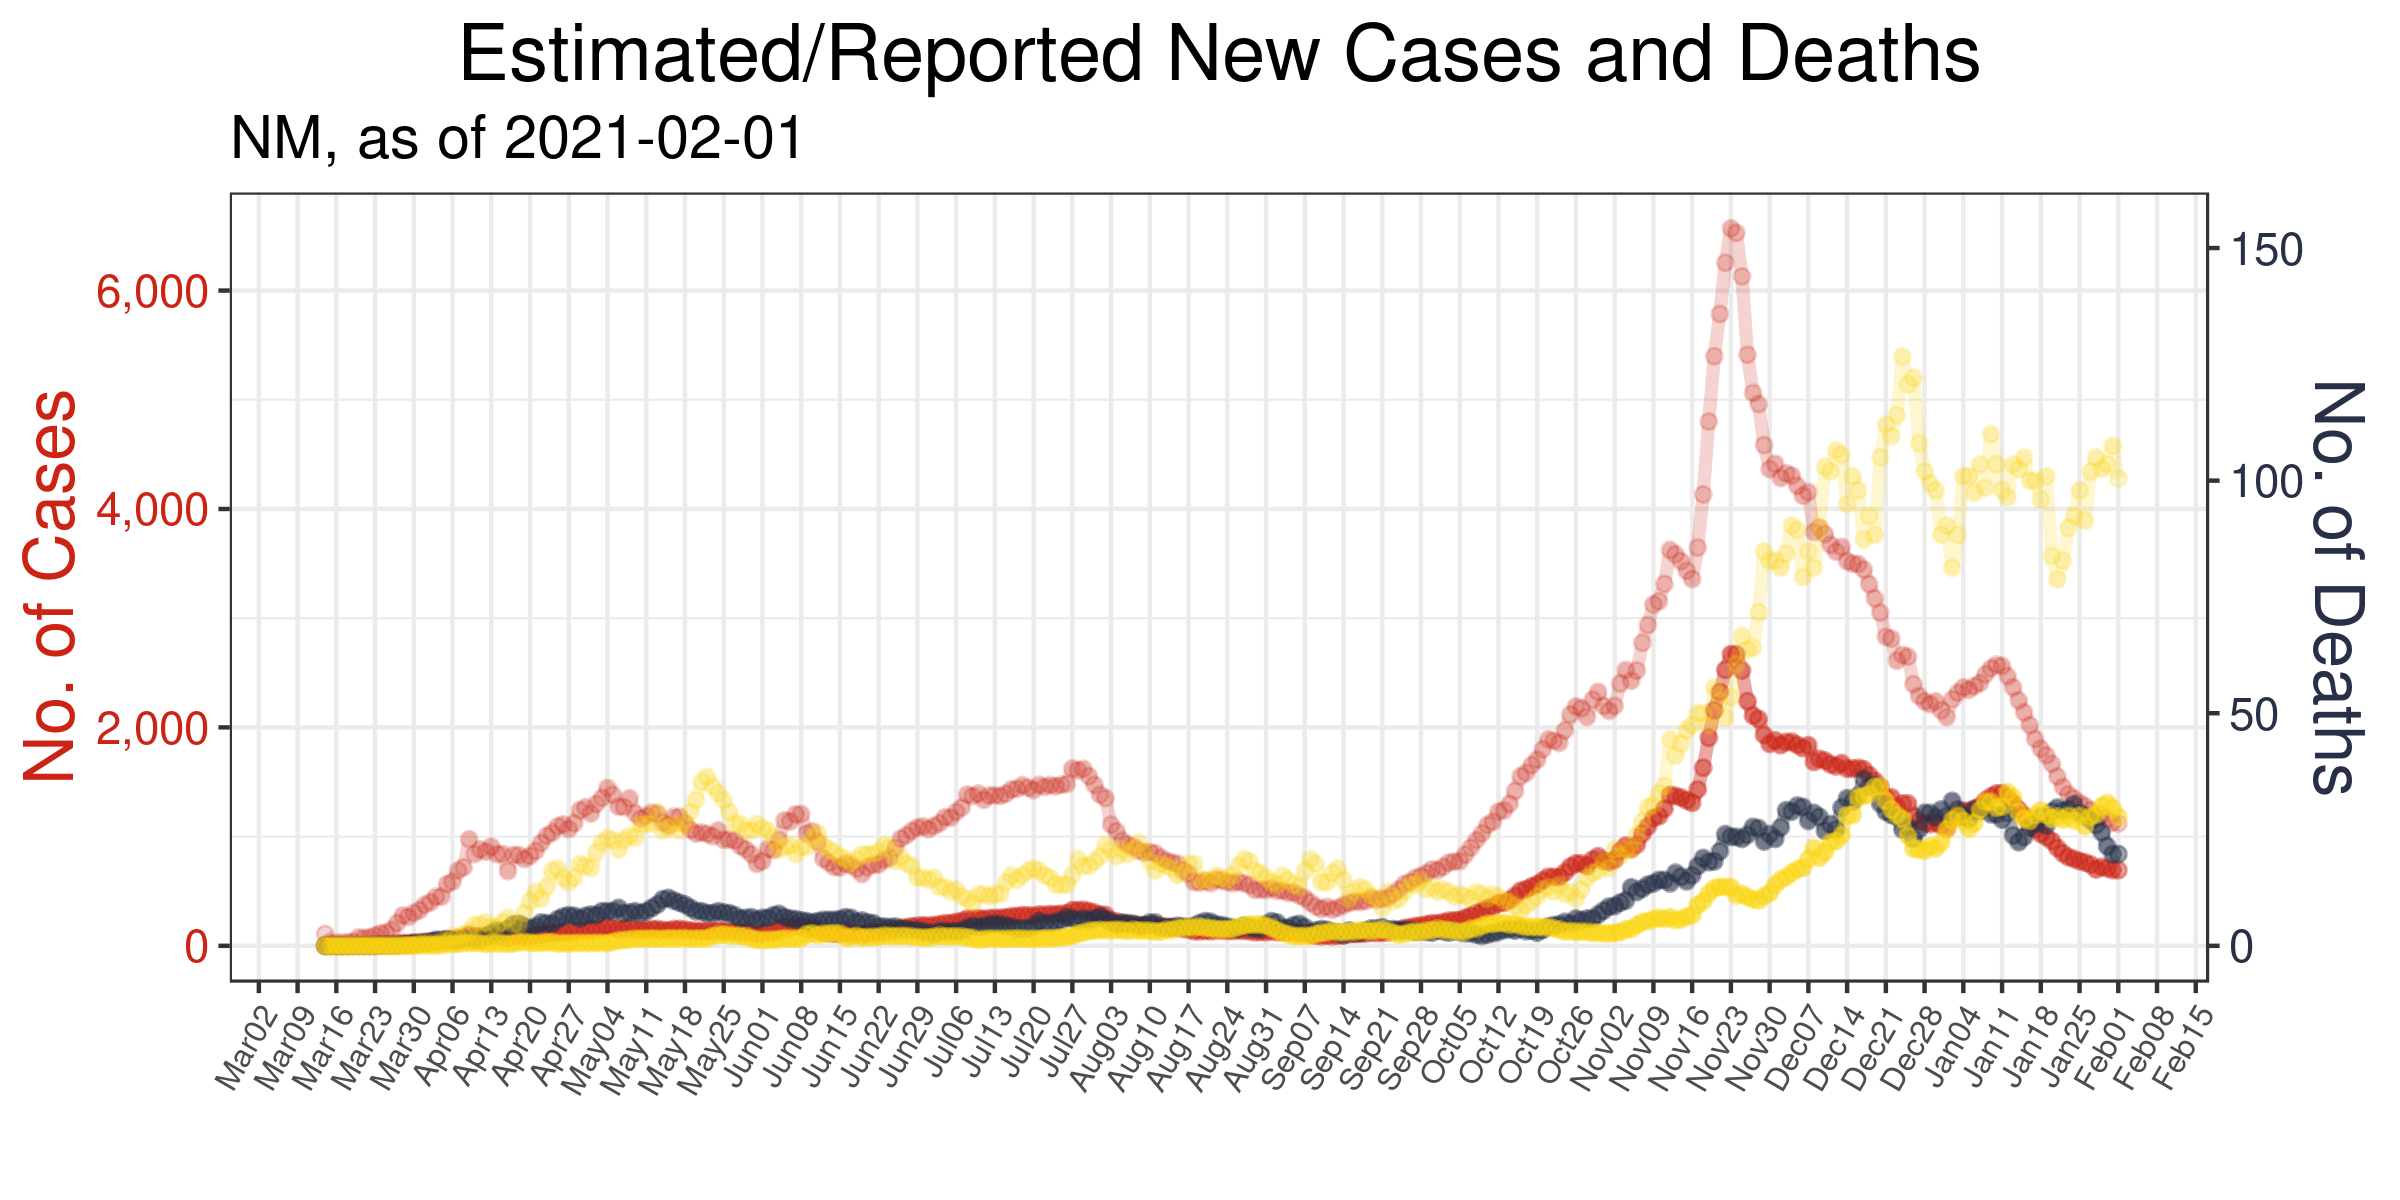 Estimated/Reported New Cases and Deaths
NM, as of 2021-02-01
No. of Cases
6,000
4,000
2,000
0
150
100
50
0
No. of Deaths
Mar02 Mar09 Mar16 Mar23 Mar30 Apr06 Apr13 Apr20 Apr27 May04 May11 May18 May25 Jun01 Jun08 Jun15 Jun22 Jun29 Jul06 Jul13 Jul20 Jul27 Aug03 Aug10 Aug17 Aug24 Aug31 Sep07 Sep14 Sep21 Sep28 Oct05 Oct12 Oct19 Oct26 Nov02 Nov09 Nov16 Nov23 Nov30 Dec07 Dec14 Dec21 Dec28 Jan04 Jan11 Jan18 Jan25 Feb01 Feb08 Feb15